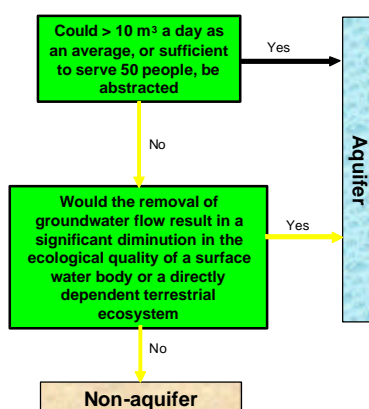 Could > 10 m³ a day as
an average, or sufficient
to serve 50 people, be
abstracted
Yes
No
Would the removal of
groundwater flow result in a
significant diminution in the
ecological quality of a surface
water body or a directly
dependent terrestrial
ecosystem
Yes
Aquifer
No
Non-aquifer